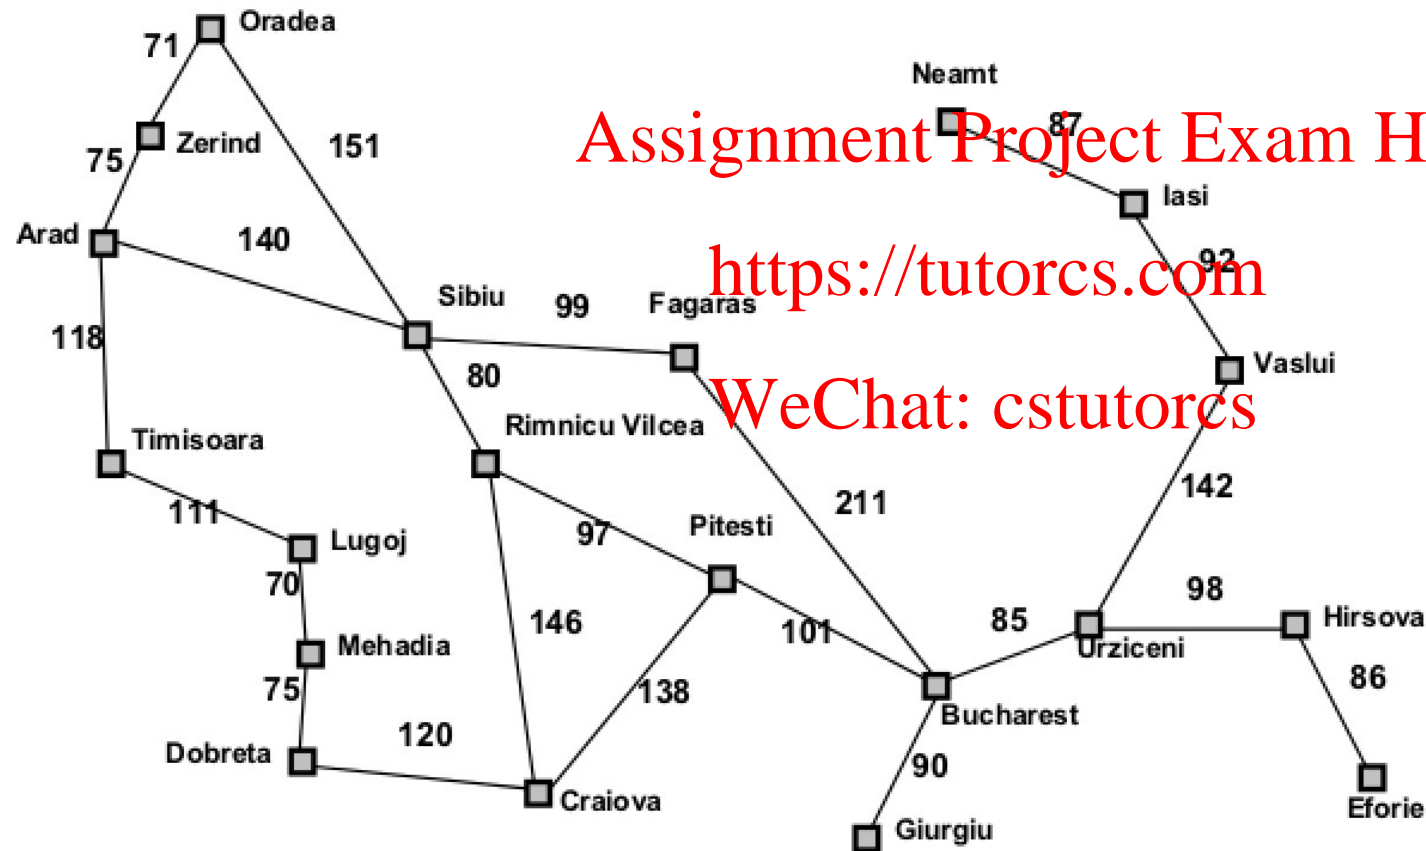 Oradea
71
Neamt
Assignment Project Exam H
87
Zerind
151
75
Iasi
Arad
140
https://tutorcs.com
92
Sibiu
99
Fagaras
118
Vaslui
80
WeChat: cstutorcs
Rimnicu Vilcea
Timisoara
142
211
111
Pitesti
97
Lugoj
70
98
Hirsova
146
85
101
Mehadia
Urziceni
86
75
138
Bucharest
120
Dobreta
90
Craiova
Eforie
Giurgiu